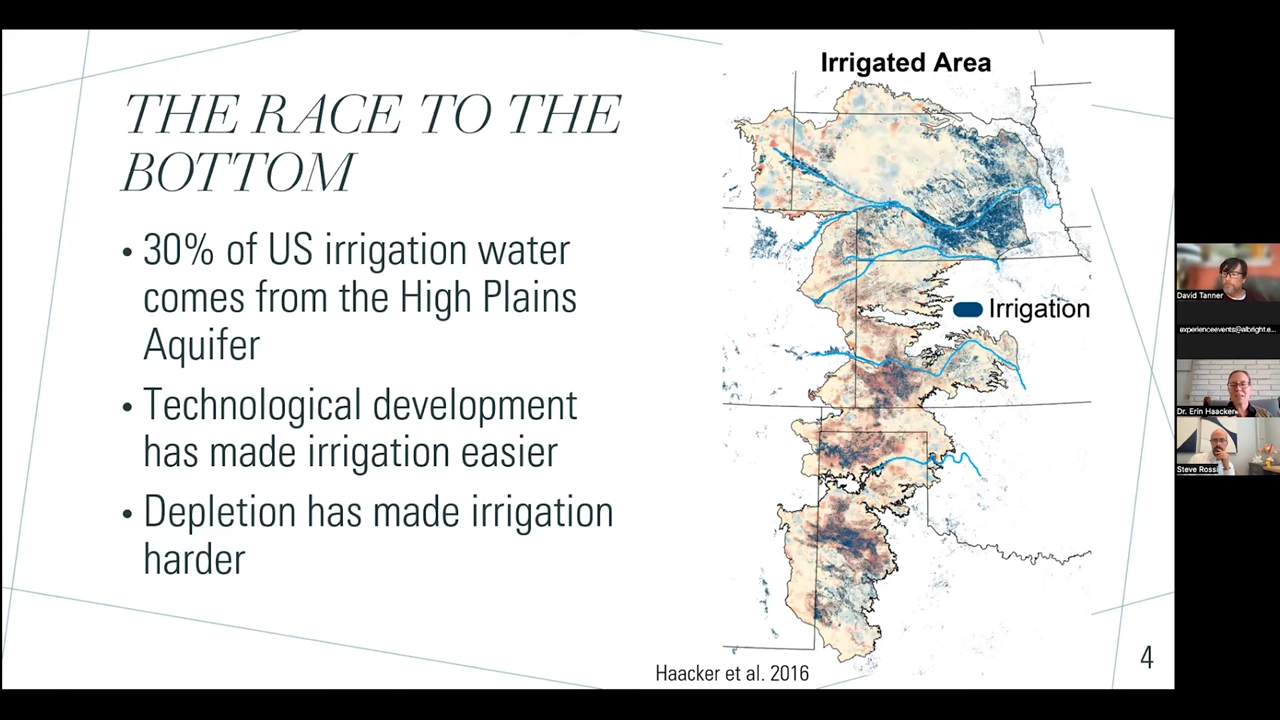 THE RACE TO THE
BOTTOM
• 30% of US irrigation water
comes from the High Plains
Aquifer
• Technological development
has made irrigation easier
• Depletion has made irrigation
harder
Irrigated Area
Irrigation
Haacker et al. 2016
4
David Tanner
experienceevents@albright.e...
Dr. Erin Haacker
Steve Rossi